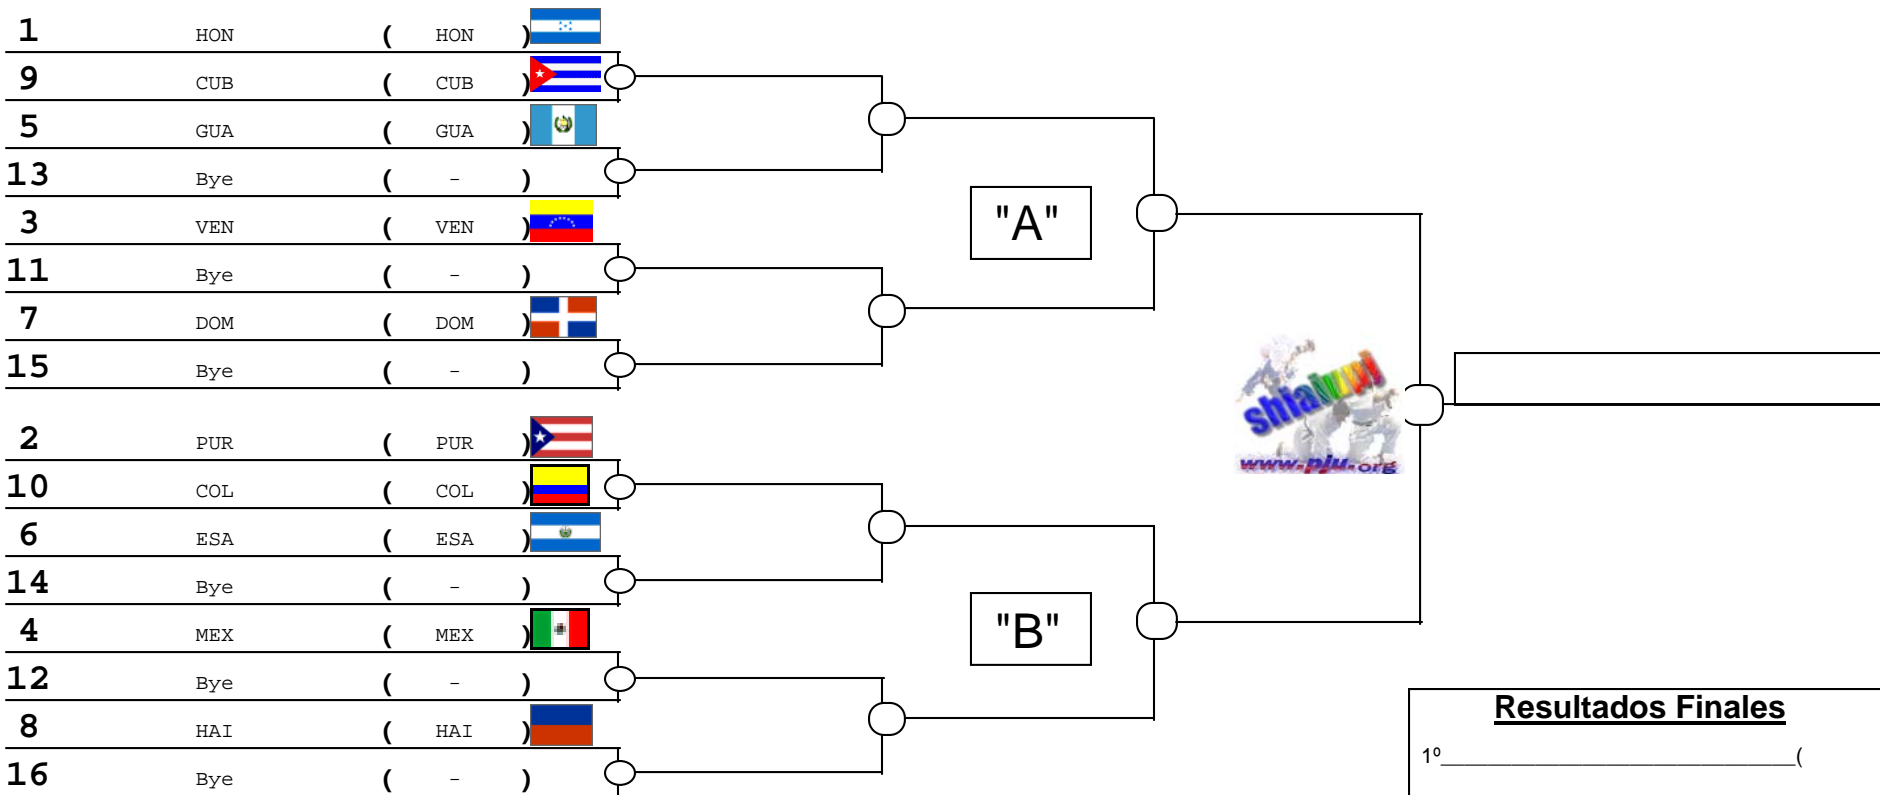 1 HON ( HON )
9 CUB ( CUB )
5 GUA ( GUA )
13 Bye ( - )
3 VEN ( VEN )
11 Bye ( - )
7 DOM ( DOM )
15 Bye ( - )
"A"
shiaiwpj
www.pju.org
2 PUR ( PUR )
10 COL ( COL )
6 ESA ( ESA )
14 Bye ( - )
4 MEX ( MEX )
12 Bye ( - )
8 HAI ( HAI )
16 Bye ( - )
"B"
Resultados Finales
1º______________________________(